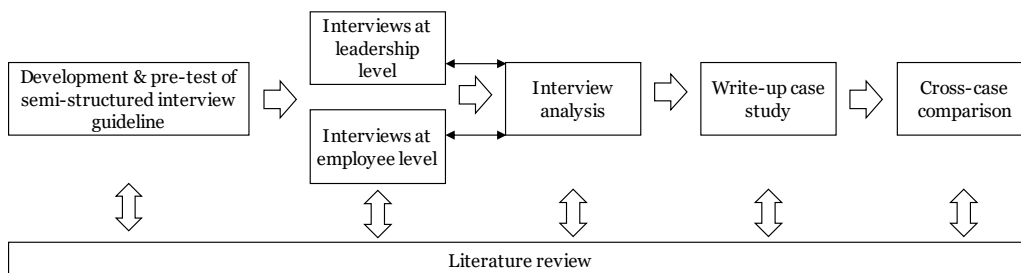 Development & pre-test of
semi-structured interview
guideline
Interviews at
leadership
level
Interviews at
employee level
Interview
analysis
Write-up case
study
Cross-case
comparison
Literature review